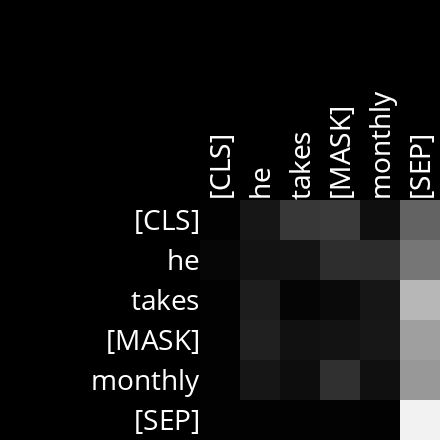 [CLS]
he
takes
[MASK]
monthly
[SEP]
[CLS]
he
takes
[MASK]
monthly
[SEP]